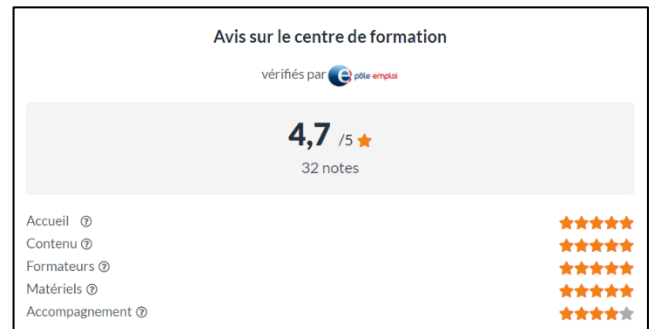 Avis sur le centre de formation
vérifiés par pôle emploi
4,7 /5
32 notes
Accueil ?
Contenu ?
Formateurs ?
Matériels ?
Accompagnement ?